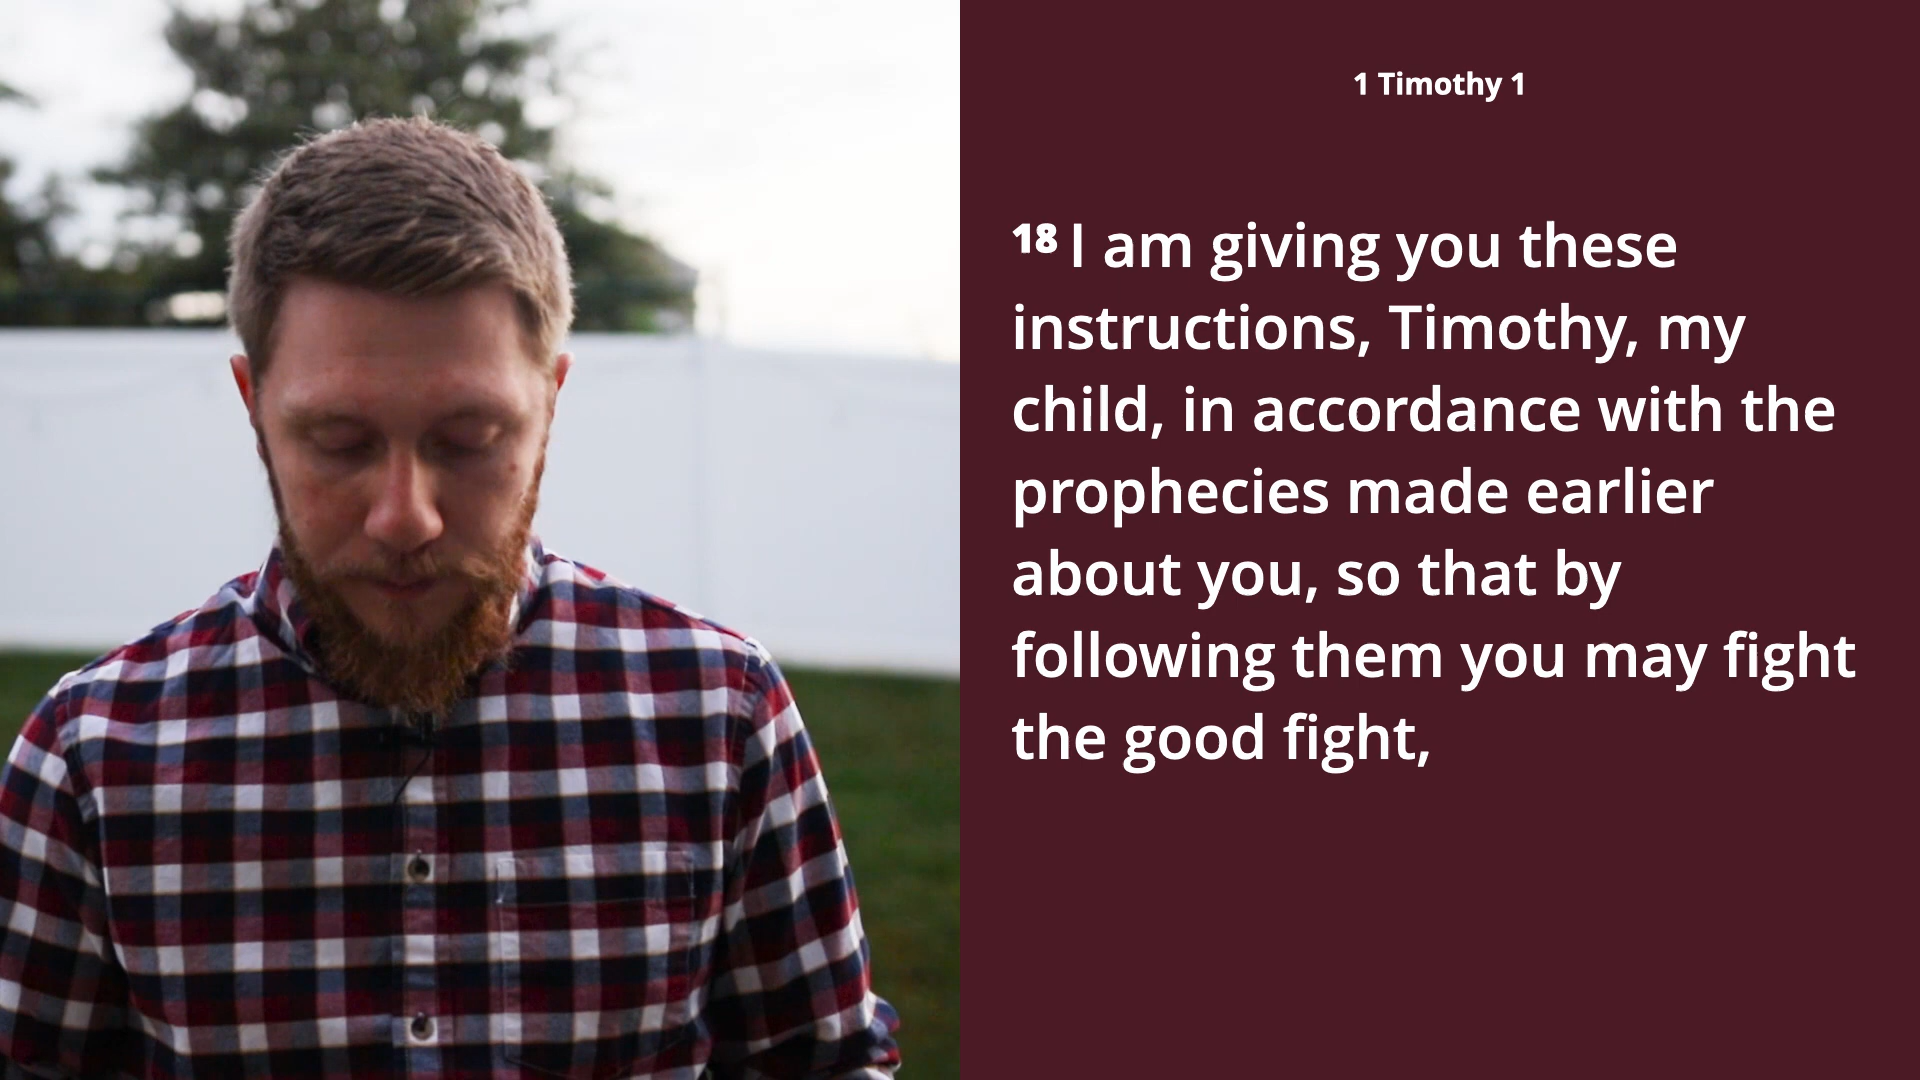 1 Timothy 1
18 I am giving you these
instructions, Timothy, my
child, in accordance with the
prophecies made earlier
about you, so that by
following them you may fight
the good fight,